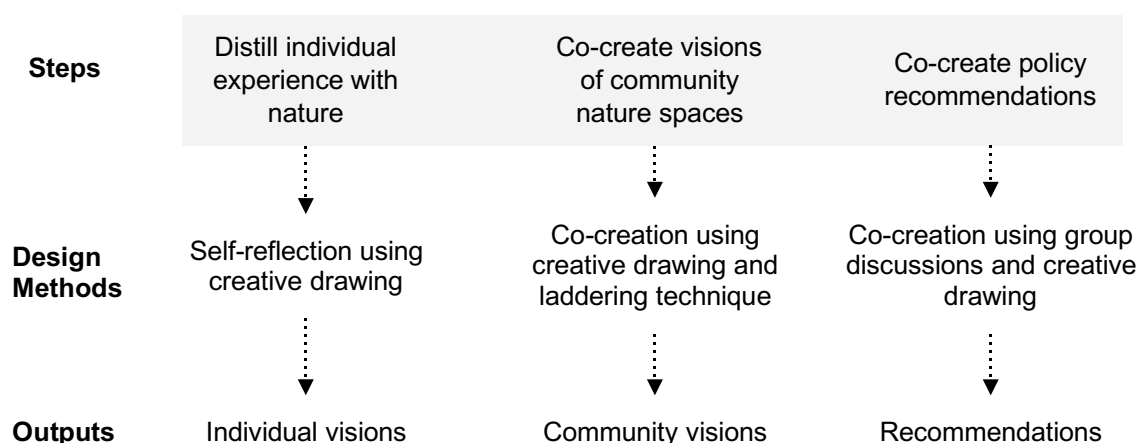 Steps
Distill individual
experience with
nature
Co-create visions
of community
nature spaces
Co-create policy
recommendations
Design
Methods
Self-reflection using
creative drawing
Co-creation using
creative drawing and
laddering technique
Co-creation using group
discussions and creative
drawing
Outputs
Individual visions
Community visions
Recommendations